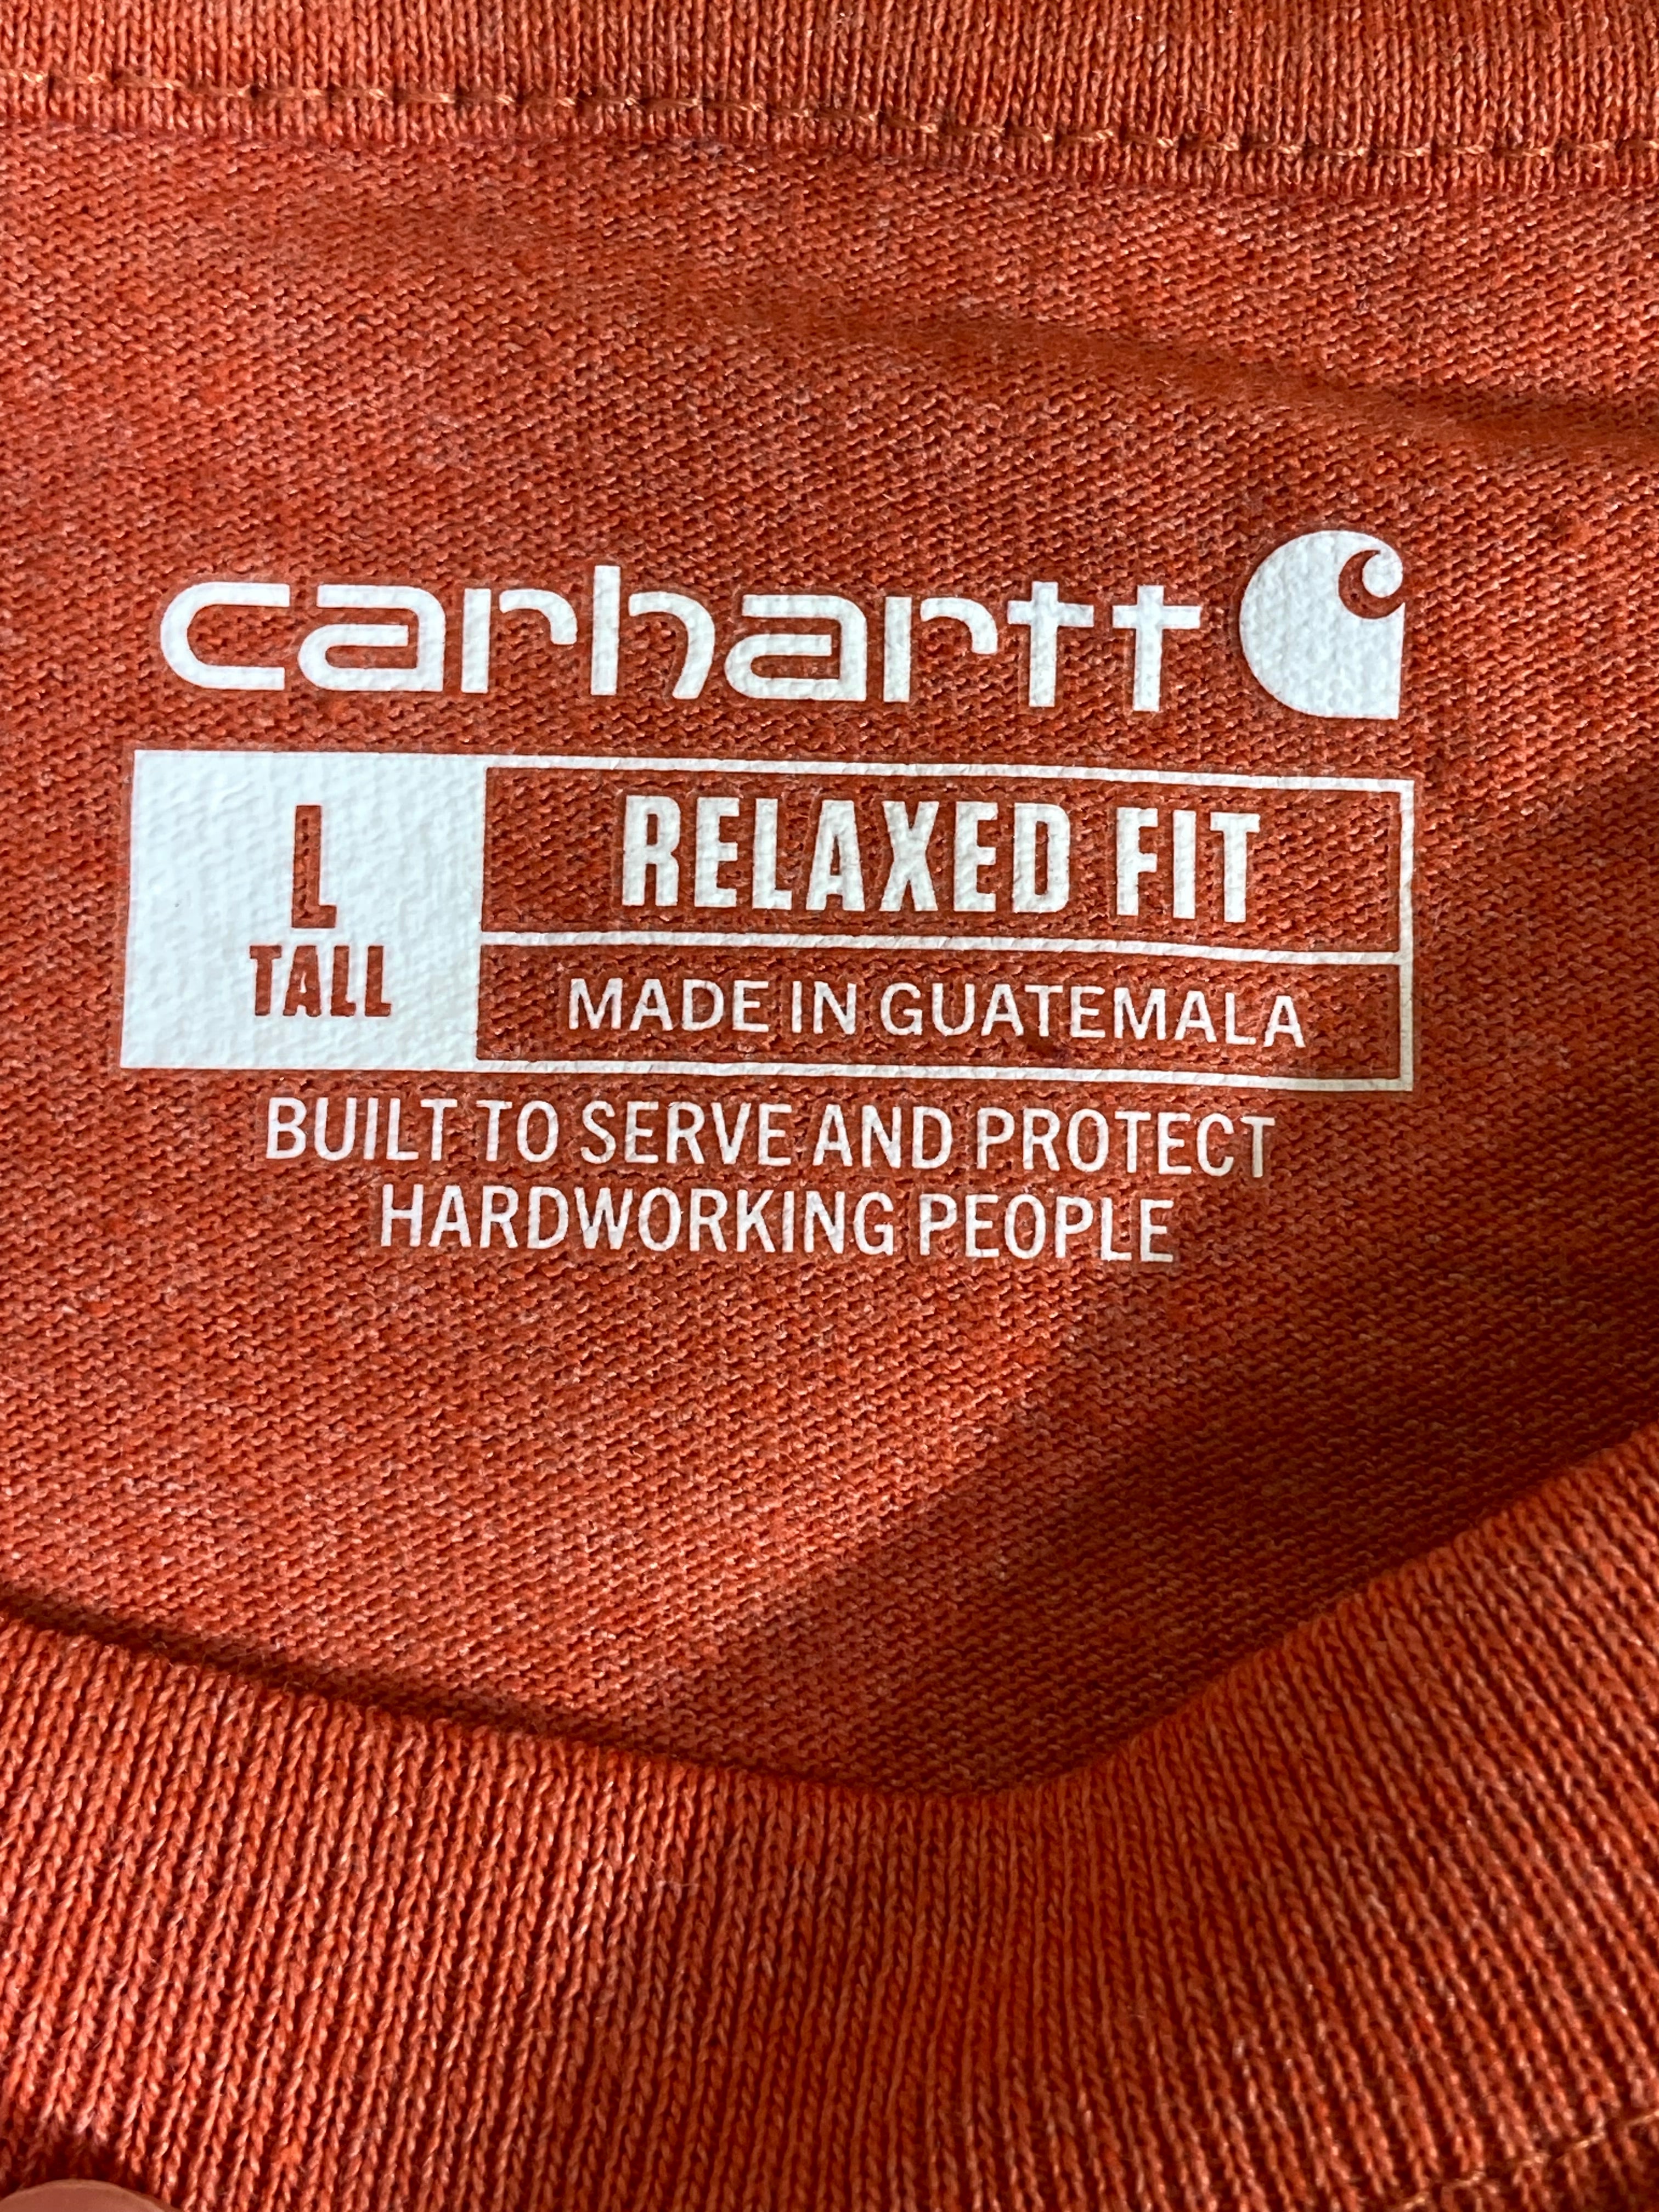 carhartt
L
TALL
RELAXED FIT
MADE IN GUATEMALA
BUILT TO SERVE AND PROTECT
HARDWORKING PEOPLE